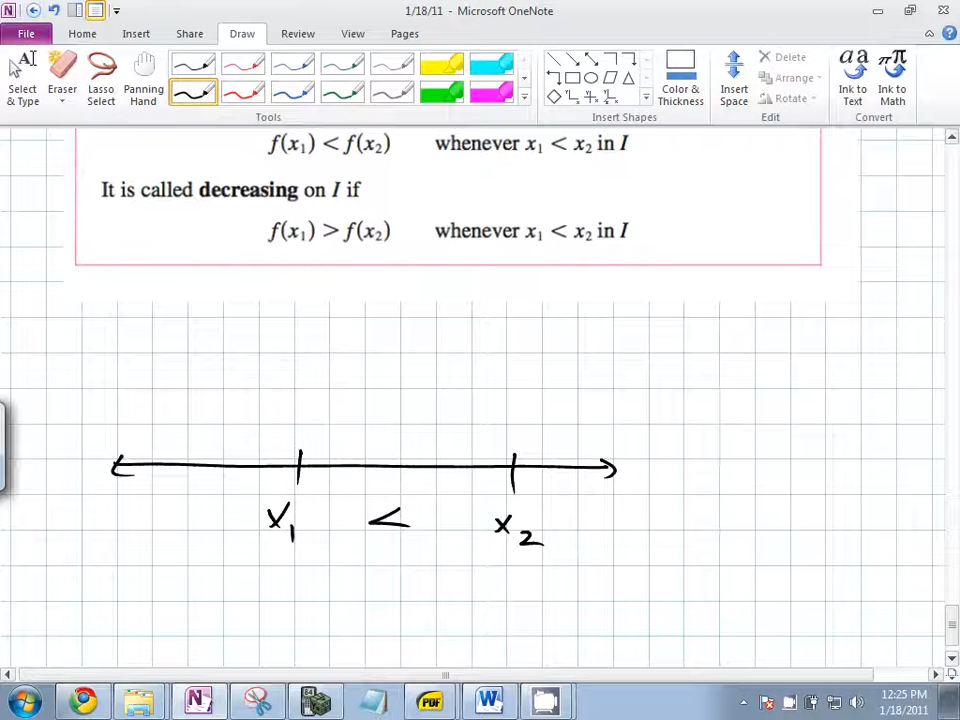 1/18/11 - Microsoft OneNote
File Home Insert Share Draw Review View Pages
Select & Type
Eraser
Lasso Select
Panning Hand
Color & Thickness
Insert Space
Delete
Arrange
Rotate
Ink to Text
Ink to Math
Tools
Insert Shapes
Edit
Convert
f(x₁) < f(x₂) whenever x₁ < x₂ in I
It is called decreasing on I if
f(x₁) > f(x₂) whenever x₁ < x₂ in I
x₁ < x₂
12:25 PM
1/18/2011